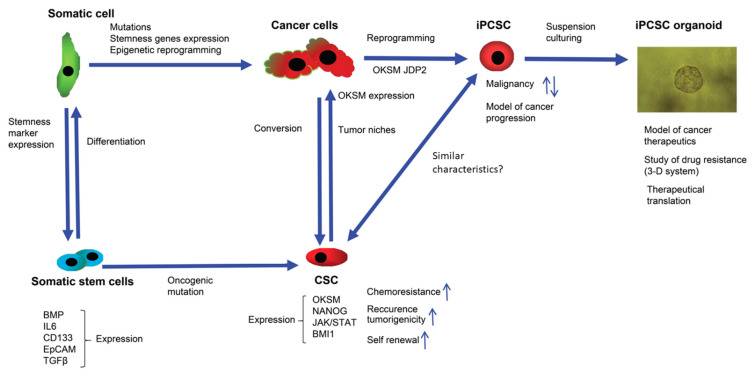 Somatic cell
Mutations
Stemness genes expression
Epigenetic reprogramming
Cancer cells
Reprogramming
OKSM JDP2
iPCSC
Suspension
culturing
iPCSC organoid
Malignancy ↑↓
Model of cancer
progression
Model of cancer
therapeutics
Study of drug resistance
(3-D system)
Therapeutical
translation
Stemness
marker
expression
Differentiation
Conversion
OKSM expression
Tumor niches
Similar
characteristics?
Somatic stem cells
Oncogenic
mutation
CSC
BMP
IL6
CD133
EpCAM
TGFβ
Expression
Expression
OKSM
NANOG
JAK/STAT
BMI1
Chemoresistance ↑
Reccurence
tumorigenicity ↑
Self renewal ↑